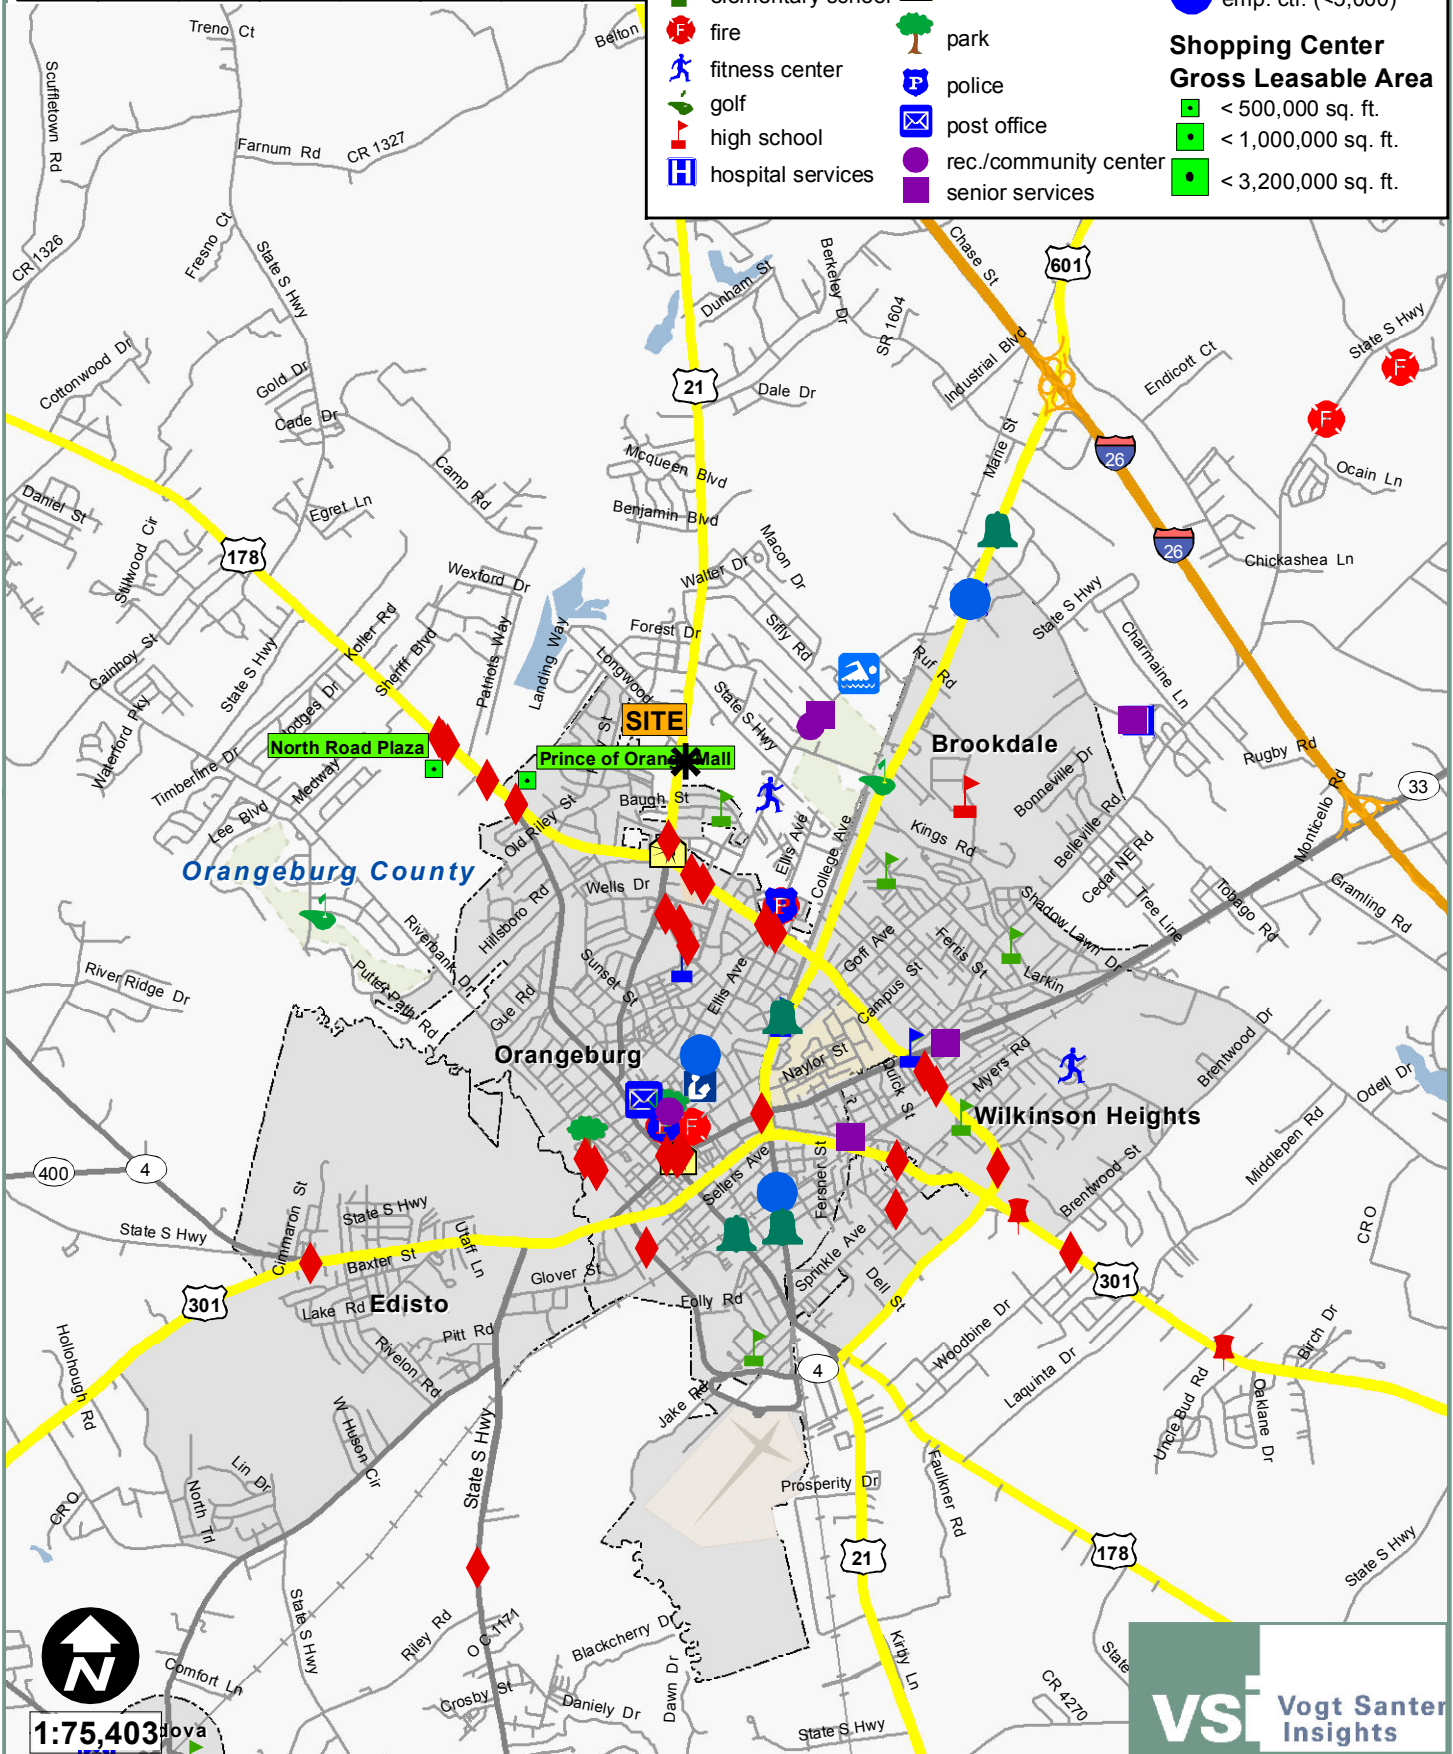 elementary school
fire
fitness center
golf
high school
hospital services
park
police
post office
rec./community center
senior services
emp. ctr. (<5,000)
Shopping Center
Gross Leasable Area
< 500,000 sq. ft.
< 1,000,000 sq. ft.
< 3,200,000 sq. ft.
Treno Ct
Belton
Scuffletown Rd
Farnum Rd
CR 1327
CR 1326
Fresno Ct
State S Hwy
Chase St
601
Berkeley Dr
Dunham St
SR 1604
Industrial Blvd
State S Hwy
Endicott Ct
Cottonwood Dr
Gold Dr
Cade Dr
21
Dale Dr
Marie St
26
Ocain Ln
Mcqueen Blvd
Camp Rd
Daniel St
Egret Ln
Benjamin Blvd
Stillwood Cir
178
Macon Dr
26
Chickashea Ln
Wexford Dr
Walter Dr
State S Hwy
Koller Rd
Forest Dr
Siffly Rd
Charmaine Ln
Cainhoy St
State S Hwy
Sheriff Blvd
Patriots Way
Landing Way
Longwood
Ruf Rd
Waterford Pky
Hodges Dr
State S Hwy
SITE
North Road Plaza
Prince of Orange Mall
Brookdale
Rugby Rd
Timberline Dr
Medway
Bonneville Dr
33
Baugh St
Lee Blvd
Old Riley St
Ellis Ave
College Ave
Kings Rd
Belleville Rd
Monticello Rd
Orangeburg County
Wells Dr
Cedar NE Rd
Tree Line
Tobago Rd
Gramling Rd
Hillsboro Rd
Riverbank Dr
Goff Ave
Ferris St
Shadow Lawn Dr
Larkin
River Ridge Dr
Putter Path Rd
Sunset St
Ellis Ave
Campus St
Gue Rd
Orangeburg
Naylor St
Quick St
Myers Rd
Brentwood Dr
Odell Dr
Wilkinson Heights
Middlepen Rd
400
4
Brentwood St
Sellers Ave
Fersner St
Cimmaron St
State S Hwy
State S Hwy
Utaff Ln
Baxter St
Sprinkle Ave
CR O
301
Glover St
Dell St
301
Lake Rd
Edisto
Folly Rd
Pitt Rd
Woodbine Dr
Birch Dr
Hollohough Rd
Rivelon Rd
4
Laquinta Dr
Jake Rd
Uncle Bud Rd
Oaklane Dr
W Huson Cir
State S Hwy
Lin Dr
CR O
North Trl
Prosperity Dr
Faulkner Rd
178
21
State S Hwy
State S Hwy
Riley Rd
O C 1171
Blackcherry Dr
Kirby Ln
N
Comfort Ln
Crosby St
Daniely Dr
Dawn Dr
CR 4270
State
State S Hwy
1:75,403
dova
vsi Vogt Santer
Insights